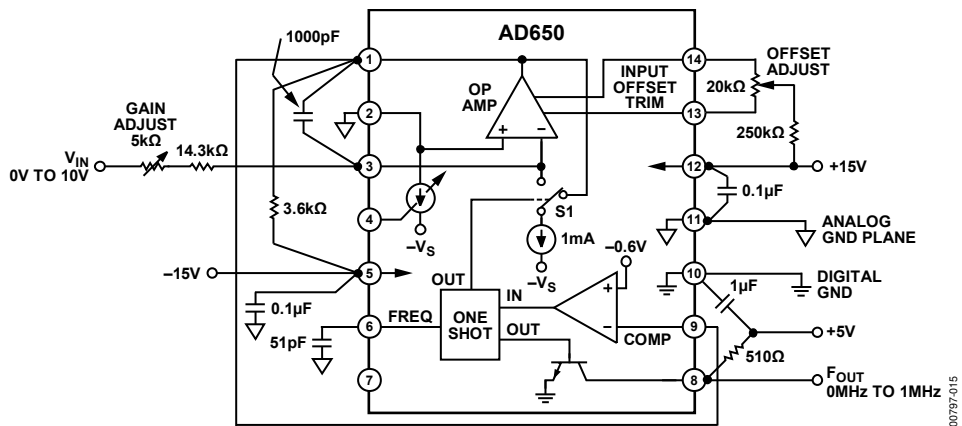 AD650
1000pF
1
14
OFFSET
ADJUST
INPUT
OFFSET
TRIM
20kΩ
OP
AMP
2
+
–
13
GAIN
ADJUST
5kΩ
250kΩ
VIN
0V TO 10V
14.3kΩ
3
12
+15V
S1
0.1µF
3.6kΩ
4
–VS
1mA
11
ANALOG
GND PLANE
–0.6V
–15V
5
–VS
10
DIGITAL
GND
OUT
+
1µF
0.1µF
IN
FREQ
ONE
SHOT
6
OUT
–
COMP
9
+5V
51pF
510Ω
7
8
FOUT
0MHz TO 1MHz
00797-015